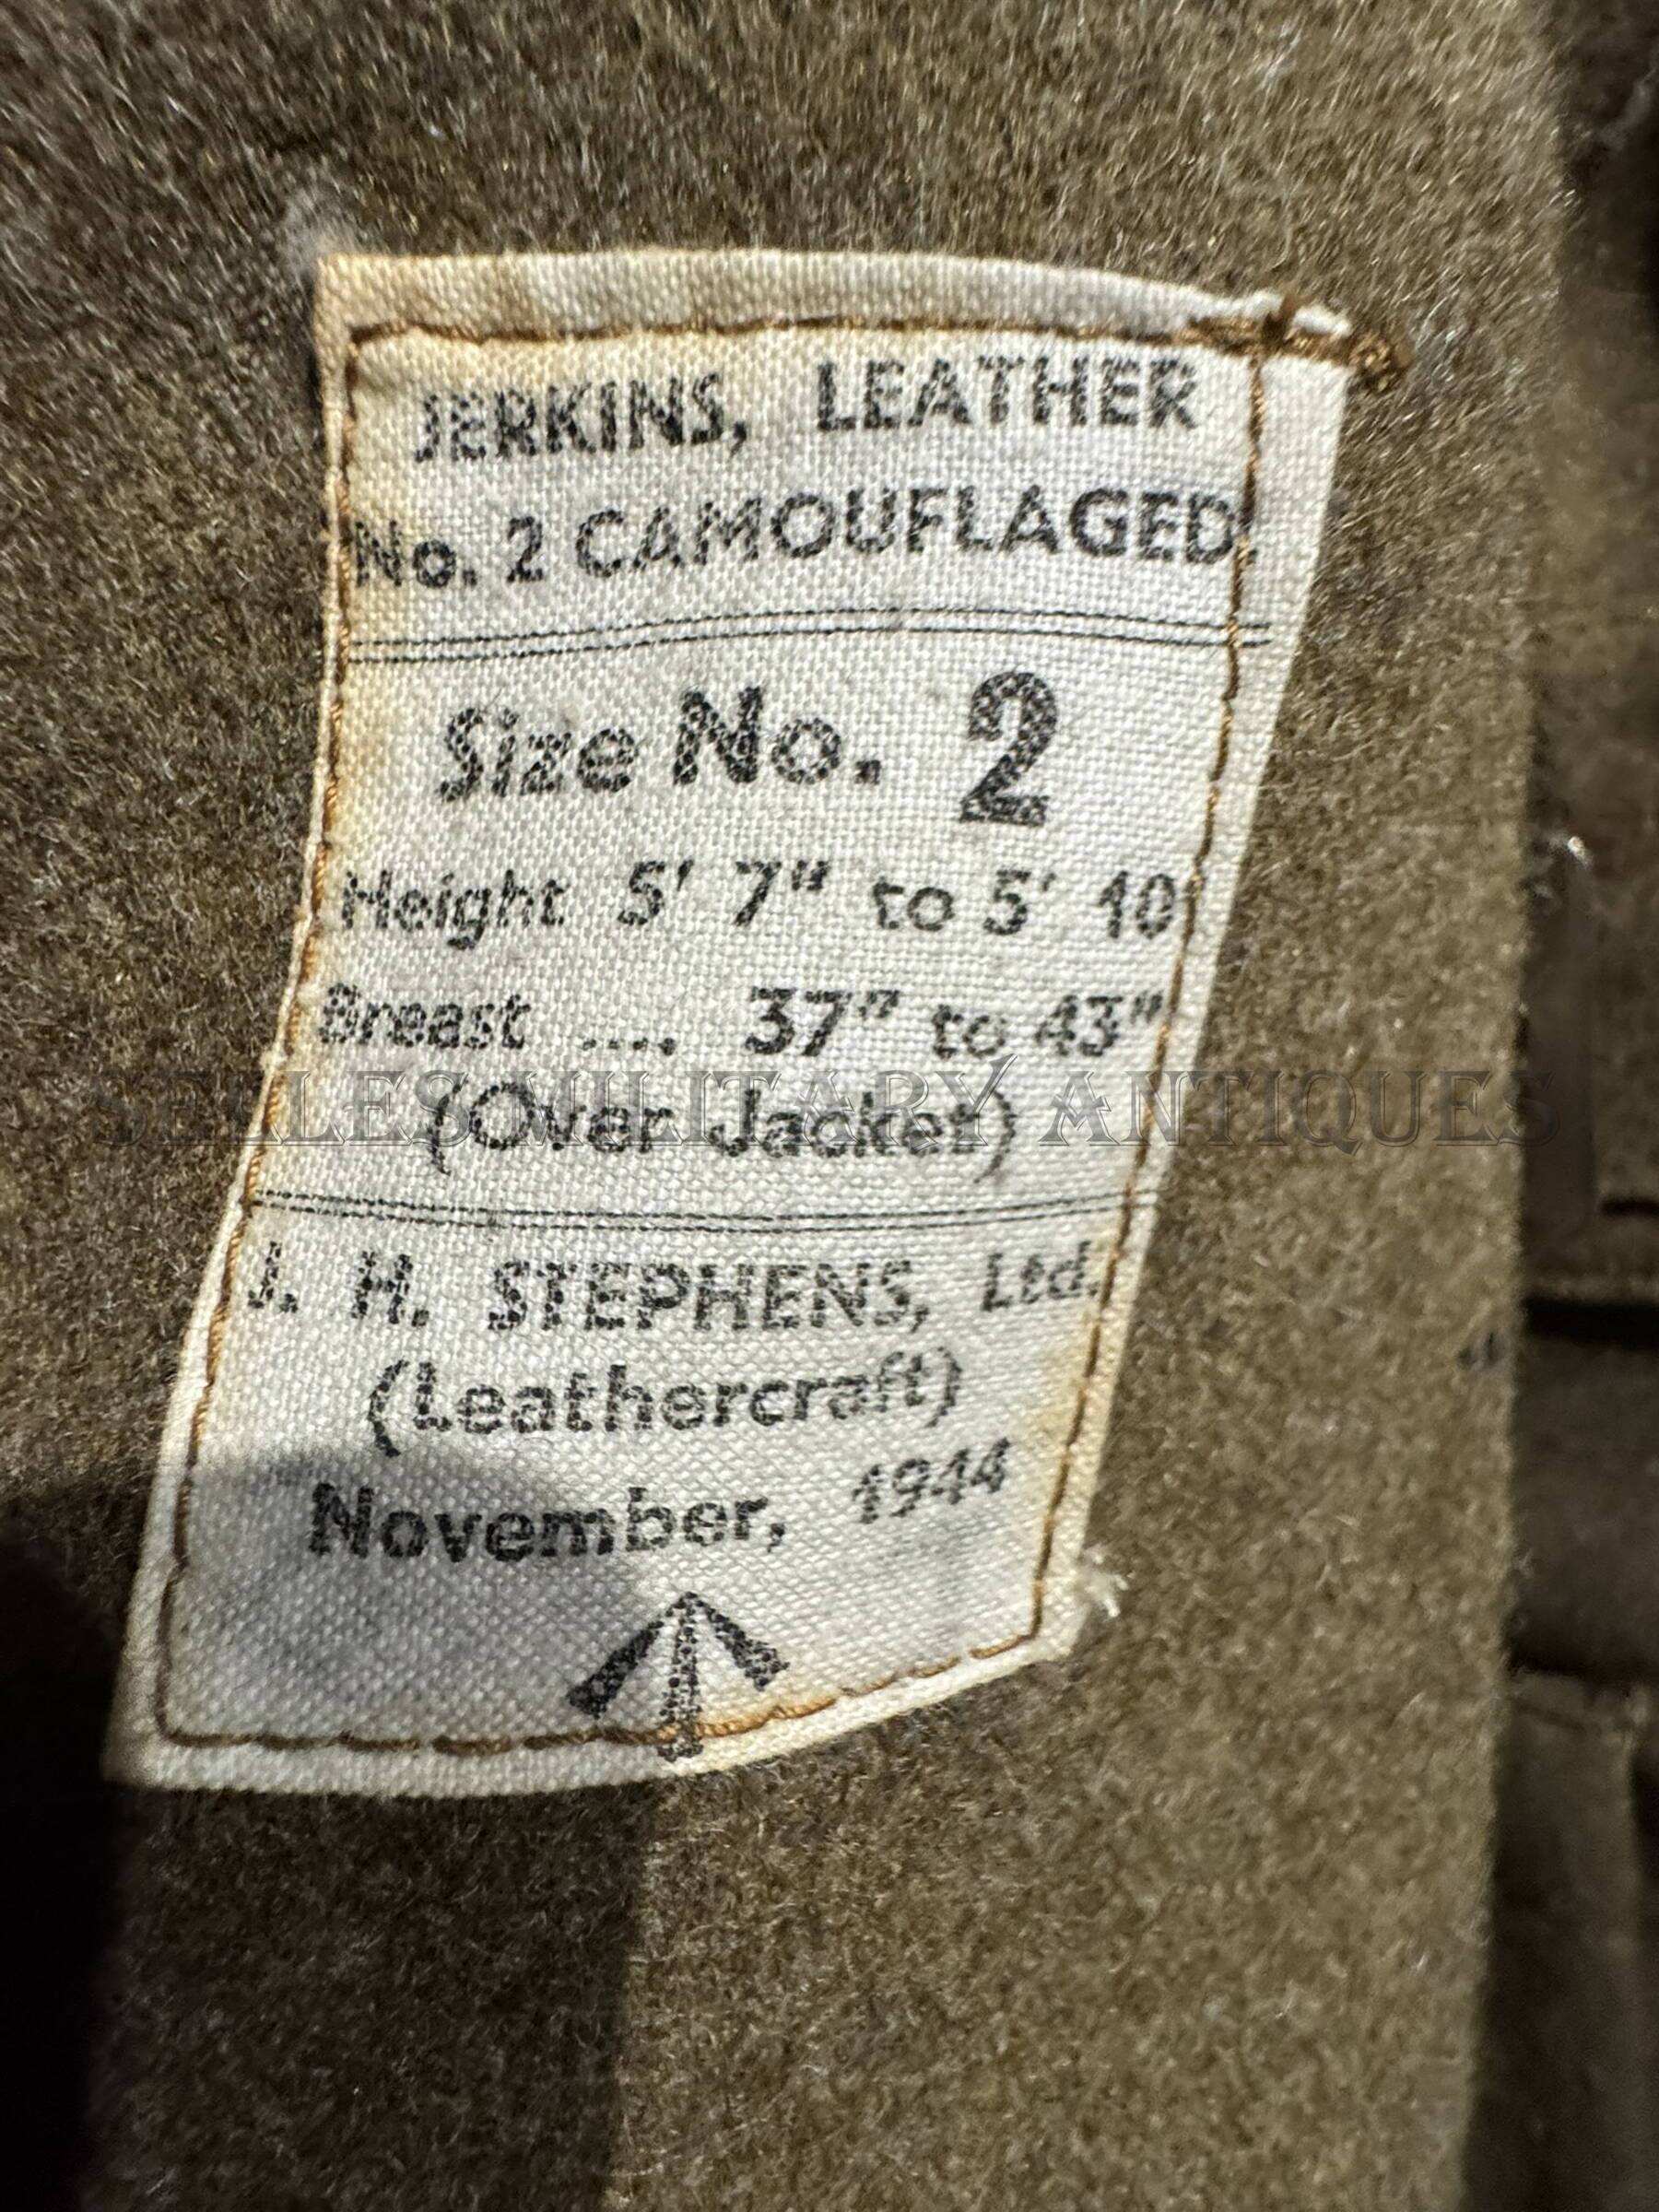 JERKINS, LEATHER
No. 2 CAMOUFLAGED.
Size No. 2
Height 5' 7" to 5' 10
Breast .... 37" to 43"
(Over Jacket)
SELLES MILITARY ANTIQUES
J. H. STEPHENS, Ltd.
(Leathercraft)
November, 1944